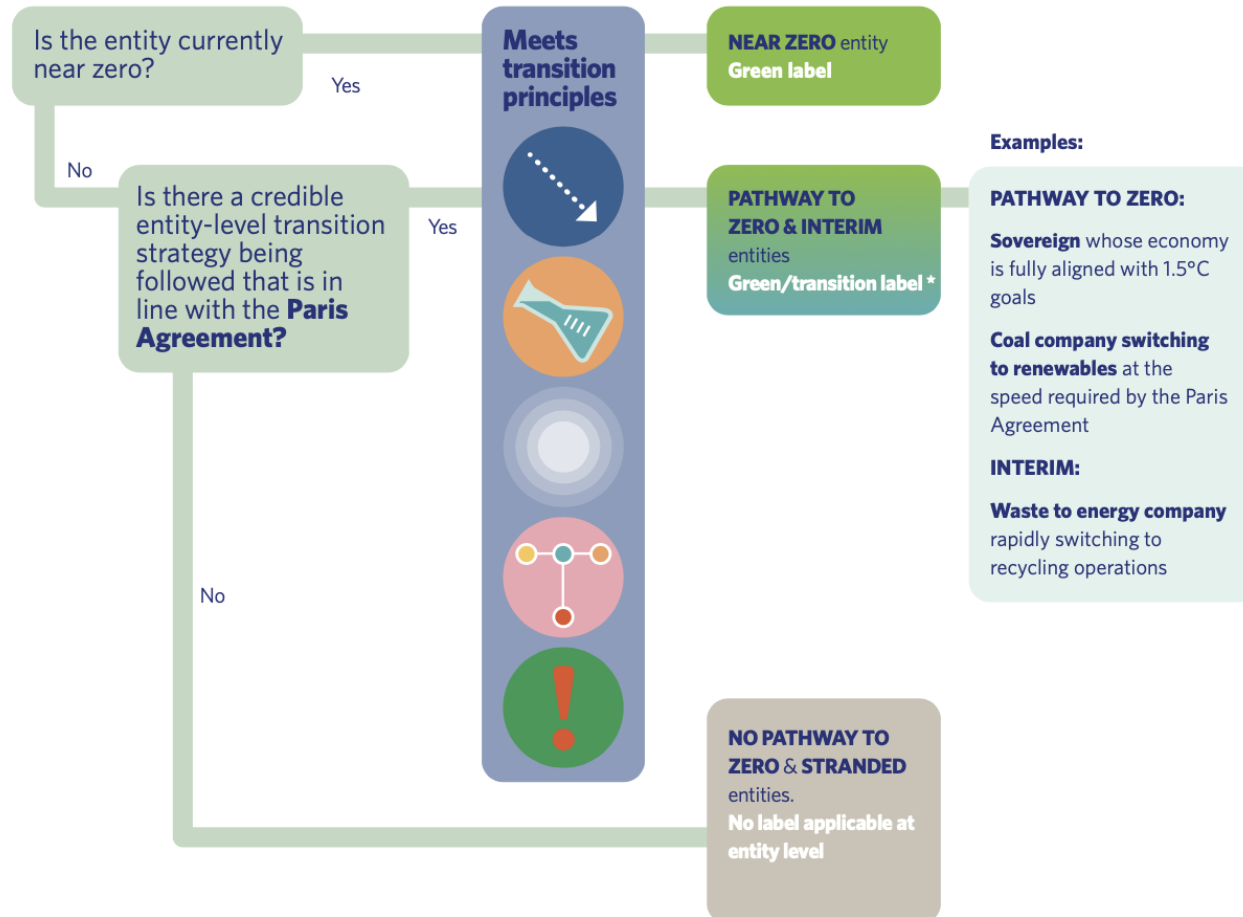 Is the entity currently
near zero?
Yes
No
Meets
transition
principles
NEAR ZERO entity
Green label
Is there a credible
entity-level transition
strategy being
followed that is in
line with the Paris
Agreement?
Yes
No
PATHWAY TO
ZERO & INTERIM
entities
Green/transition label *
Examples:
PATHWAY TO ZERO:
Sovereign whose economy
is fully aligned with 1.5°C
goals
Coal company switching
to renewables at the
speed required by the Paris
Agreement
INTERIM:
Waste to energy company
rapidly switching to
recycling operations
NO PATHWAY TO
ZERO & STRANDED
entities.
No label applicable at
entity level